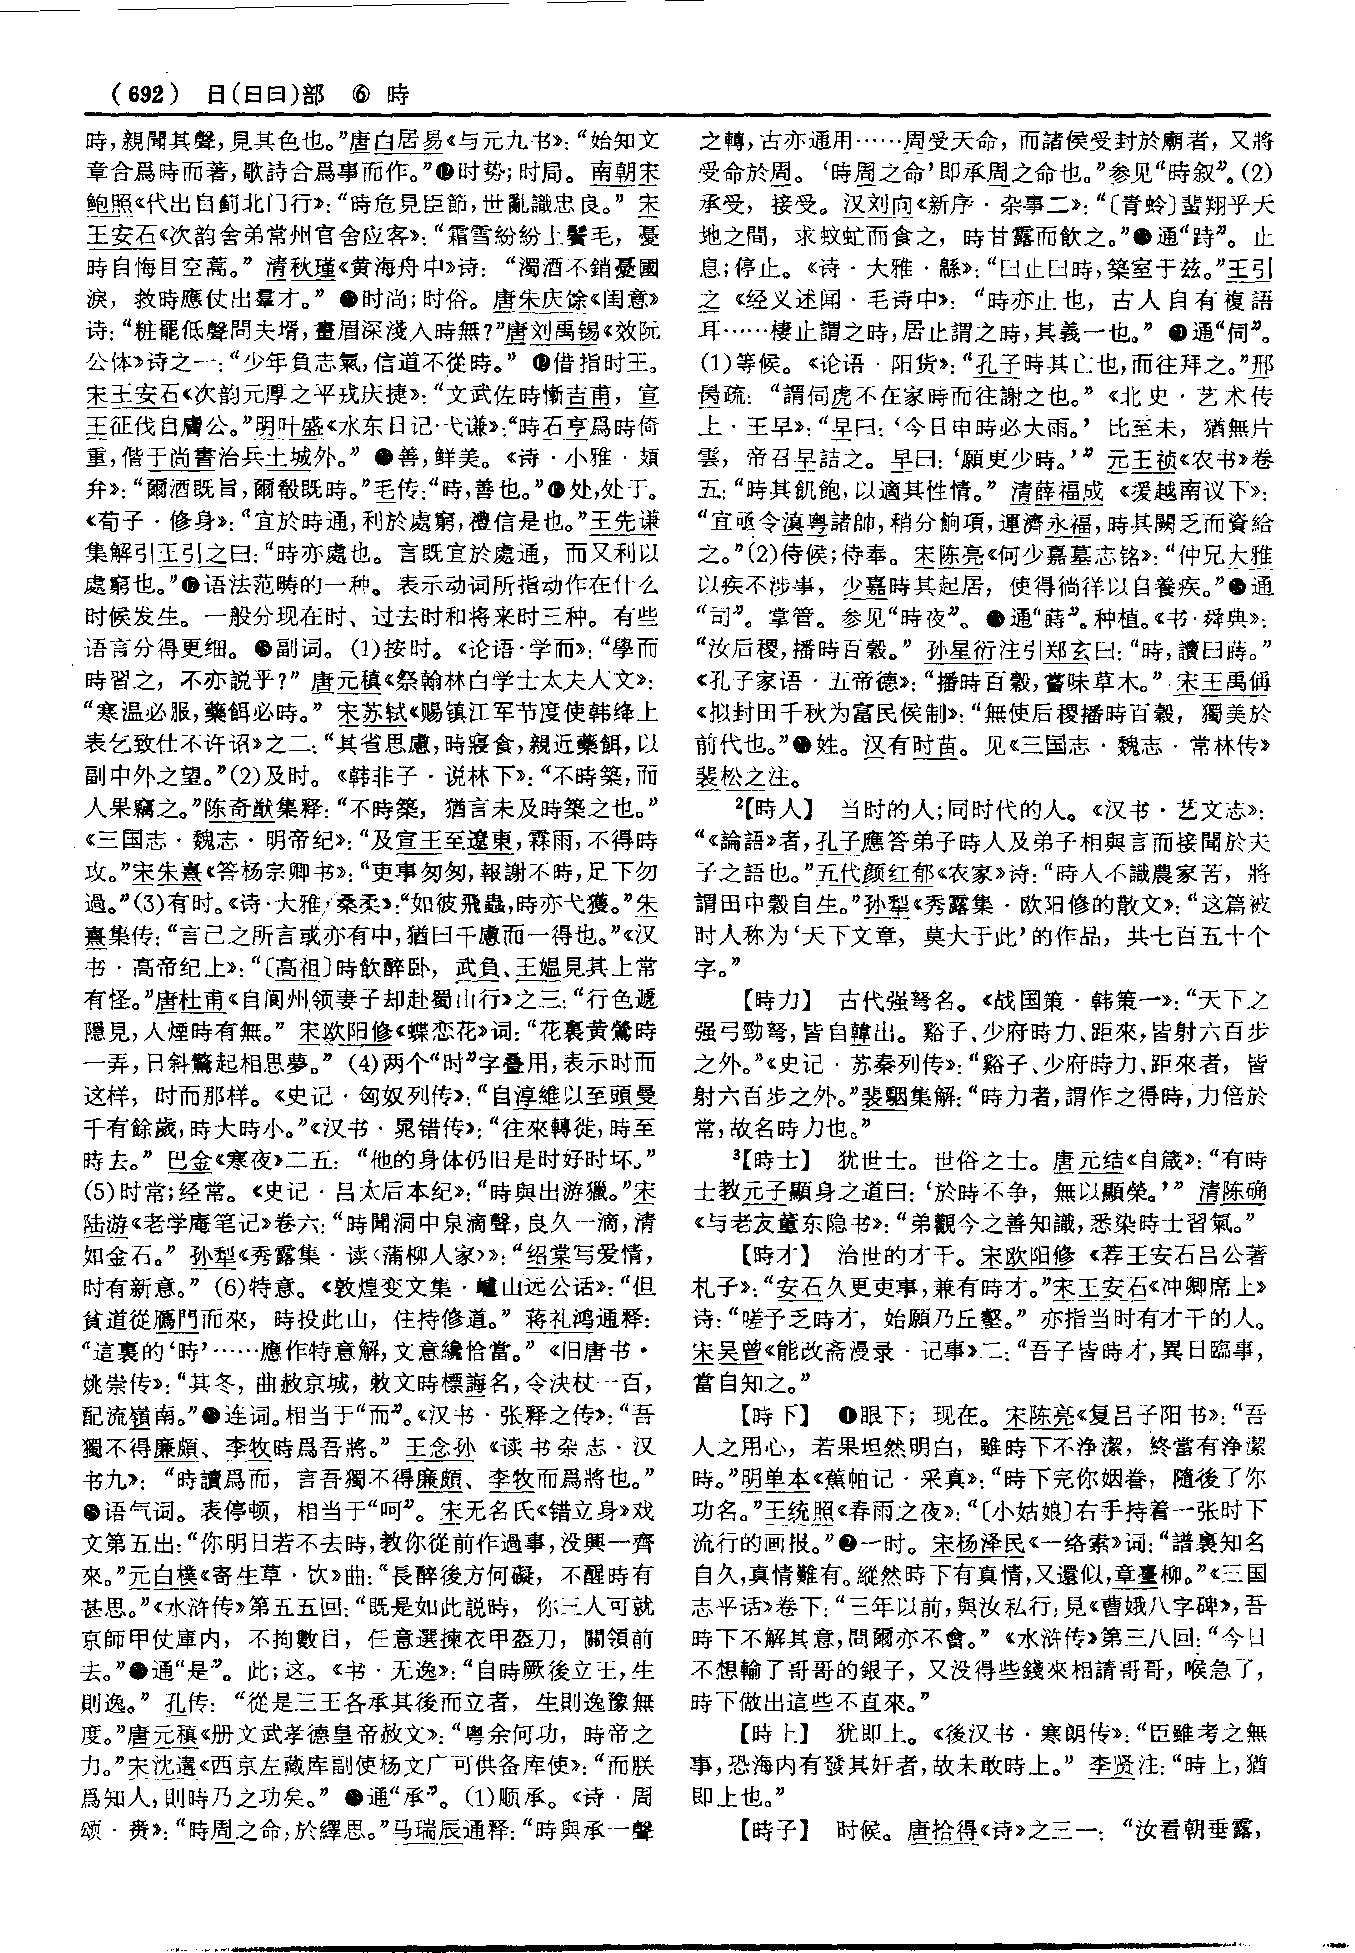 (692) 日(日曰)部 ⑥ 時
時,親聞其聲,見其色也。”唐白居易《与元九书》:“始知文
章合爲時而著,歌詩合爲事而作。”⓬时势;时局。南朝宋
鲍照《代出自蓟北门行》:“時危見臣節,世亂識忠良。”宋
王安石《次韵舍弟常州官舍应客》:“霜雪紛紛上鬢毛,憂
時自悔目空蒿。”清秋瑾《黄海舟中》诗:“濁酒不銷憂國
淚,救時應仗出羣才。”⓭时尚;时俗。唐朱庆馀《闺意》
诗:“粧罷低聲問夫壻,畫眉深淺入時無?”唐刘禹锡《效阮
公体》诗之一:“少年負志氣,信道不從時。”⓮借指时王。
宋王安石《次韵元厚之平戎庆捷》:“文武佐時慚吉甫,宣
王征伐自膚公。”明叶盛《水东日记·弋谦》:“時石亨爲時倚
重,偕于尚書治兵土城外。”⓯善,鲜美。《诗·小雅·頍
弁》:“爾酒既旨,爾殽既時。”毛传:“時,善也。”⓰处,处于。
《荀子·修身》:“宜於時通,利於處窮,禮信是也。”王先谦
集解引王引之曰:“時亦處也。言既宜於處通,而又利以
處窮也。”⓱语法范畴的一种。表示动词所指动作在什么
时候发生。一般分现在时、过去时和将来时三种。有些
语言分得更细。⓲副词。(1)按时。《论语·学而》:“學而
時習之,不亦説乎?”唐元稹《祭翰林白学士太夫人文》:
“寒温必服,藥餌必時。”宋苏轼《赐镇江军节度使韩绛上
表乞致仕不许诏》之二:“其省思慮,時寢食,親近藥餌,以
副中外之望。”(2)及时。《韩非子·说林下》:“不時築,而
人果竊之。”陈奇猷集释:“不時築,猶言未及時築之也。”
《三国志·魏志·明帝纪》:“及宣王至遼東,霖雨,不得時
攻。”宋朱熹《答杨宗卿书》:“吏事匆匆,報謝不時,足下勿
過。”(3)有时。《诗·大雅·桑柔》:“如彼飛蟲,時亦弋獲。”朱
熹集传:“言己之所言或亦有中,猶曰千慮而一得也。”《汉
书·高帝纪上》:“〔高祖〕時飲醉卧,武負、王媪見其上常
有怪。”唐杜甫《自阆州领妻子却赴蜀山行》之三:“行色遞
隱見,人煙時有無。”宋欧阳修《蝶恋花》词:“花裏黄鶯時
一弄,日斜驚起相思夢。”(4)两个“时”字叠用,表示时而
这样,时而那样。《史记·匈奴列传》:“自淳維以至頭曼
千有餘歲,時大時小。”《汉书·晁错传》:“往來轉徙,時至
時去。”巴金《寒夜》二五:“他的身体仍旧是时好时坏。”
(5)时常;经常。《史记·吕太后本纪》:“時與出游獵。”宋
陆游《老学庵笔记》卷六:“時聞洞中泉滴聲,良久一滴,清
如金石。”孙犁《秀露集·读〈蒲柳人家〉》:“绍棠写爱情,
时有新意。”(6)特意。《敦煌变文集·廬山远公话》:“但
貧道從鴈門而來,時投此山,住持修道。”蒋礼鸿通释:
“這裏的‘時’……應作特意解,文意纔恰當。”《旧唐书·
姚崇传》:“其冬,曲赦京城,敕文時標誨名,令決杖一百,
配流嶺南。”⓳连词。相当于“而”。《汉书·张释之传》:“吾
獨不得廉頗、李牧時爲吾將。”王念孙《读书杂志·汉
书九》:“時讀爲而,言吾獨不得廉頗、李牧而爲將也。”
⓴语气词。表停顿,相当于“呵”。宋无名氏《错立身》戏
文第五出:“你明日若不去時,教你從前作過事,没興一齊
來。”元白樸《寄生草·饮》曲:“長醉後方何礙,不醒時有
甚思。”《水浒传》第五五回:“既是如此説時,你三人可就
京師甲仗庫内,不拘數日,任意選揀衣甲盔刀,關領前
去。”㉑通“是”。此;这。《书·无逸》:“自時厥後立王,生
則逸。”孔传:“從是三王各承其後而立者,生則逸豫無
度。”唐元稹《册文武孝德皇帝赦文》:“粤余何功,時帝之
力。”宋沈遘《西京左藏库副使杨文广可供备库使》:“而朕
爲知人,則時乃之功矣。”㉒通“承”。(1)顺承。《诗·周
颂·赉》:“時周之命,於繹思。”马瑞辰通释:“時與承一聲
之轉,古亦通用……周受天命,而諸侯受封於廟者,又將
受命於周。‘時周之命’即承周之命也。”参见“時叙”。(2)
承受,接受。汉刘向《新序·杂事二》:“〔青蛉〕蜚翔乎天
地之間,求蚊虻而食之,時甘露而飲之。”㉓通“跱”。止
息;停止。《诗·大雅·緜》:“曰止曰時,築室于兹。”王引
之《经义述闻·毛诗中》:“時亦止也,古人自有複語
耳……棲止謂之時,居止謂之時,其義一也。”㉔通“伺”。
(1)等候。《论语·阳货》:“孔子時其亡也,而往拜之。”邢
昺疏:“謂伺虎不在家時而往謝之也。”《北史·艺术传
上·王早》:“早曰:‘今日申時必大雨。’比至未,猶無片
雲,帝召早詰之。早曰:‘願更少時。’”元王祯《农书》卷
五:“時其飢飽,以適其性情。”清薛福成《援越南议下》:
“宜亟令滇粤諸帥,稍分餉項,運濟永福,時其闕乏而資給
之。”(2)侍候;侍奉。宋陈亮《何少嘉墓志铭》:“仲兄大雅
以疾不涉事,少嘉時其起居,使得徜徉以自養疾。”㉕通
“司”。掌管。参见“時夜”。㉖通“蒔”。种植。《书·舜典》:
“汝后稷,播時百穀。”孙星衍注引郑玄曰:“時,讀曰蒔。”
《孔子家语·五帝德》:“播時百穀,嘗味草木。”宋王禹偁
《拟封田千秋为富民侯制》:“無使后稷播時百穀,獨美於
前代也。”㉗姓。汉有时苗。见《三国志·魏志·常林传》
裴松之注。
²【時人】 当时的人;同时代的人。《汉书·艺文志》:
“《論語》者,孔子應答弟子時人及弟子相與言而接聞於夫
子之語也。”五代颜红郁《农家》诗:“時人不識農家苦,將
謂田中穀自生。”孙犁《秀露集·欧阳修的散文》:“这篇被
时人称为‘天下文章,莫大于此’的作品,共七百五十个
字。”
【時力】 古代强弩名。《战国策·韩策一》:“天下之
强弓勁弩,皆自韓出。谿子、少府時力、距來,皆射六百步
之外。”《史记·苏秦列传》:“谿子、少府時力、距來者,皆
射六百步之外。”裴駰集解:“時力者,謂作之得時,力倍於
常,故名時力也。”
³【時士】 犹世士。世俗之士。唐元结《自箴》:“有時
士教元子顯身之道曰:‘於時不争,無以顯榮。’”清陈确
《与老友董东隐书》:“弟觀今之善知識,悉染時士習氣。”
【時才】 治世的才干。宋欧阳修《荐王安石吕公著
札子》:“安石久更吏事,兼有時才。”宋王安石《冲卿席上》
诗:“嗟予乏時才,始願乃丘壑。”亦指当时有才干的人。
宋吴曾《能改斋漫录·记事》二:“吾子皆時才,異日臨事,
當自知之。”
【時下】 ❶眼下;现在。宋陈亮《复吕子阳书》:“吾
人之用心,若果坦然明白,雖時下不浄潔,終當有浄潔
時。”明单本《蕉帕记·采真》:“時下完你姻眷,隨後了你
功名。”王统照《春雨之夜》:“〔小姑娘〕右手持着一张时下
流行的画报。”❷一时。宋杨泽民《一络索》词:“譜裏知名
自久,真情難有。縱然時下有真情,又還似,章臺柳。”《三国
志平话》卷下:“三年以前,與汝私行,見《曹娥八字碑》,吾
時下不解其意,問爾亦不會。”《水浒传》第三八回:“今日
不想輸了哥哥的銀子,又没得些錢來相請哥哥,喉急了,
時下做出這些不直來。”
【時上】 犹即上。《後汉书·寒朗传》:“臣雖考之無
事,恐海内有發其奸者,故未敢時上。”李贤注:“時上,猶
即上也。”
【時子】 时候。唐拾得《诗》之三一:“汝看朝垂露,